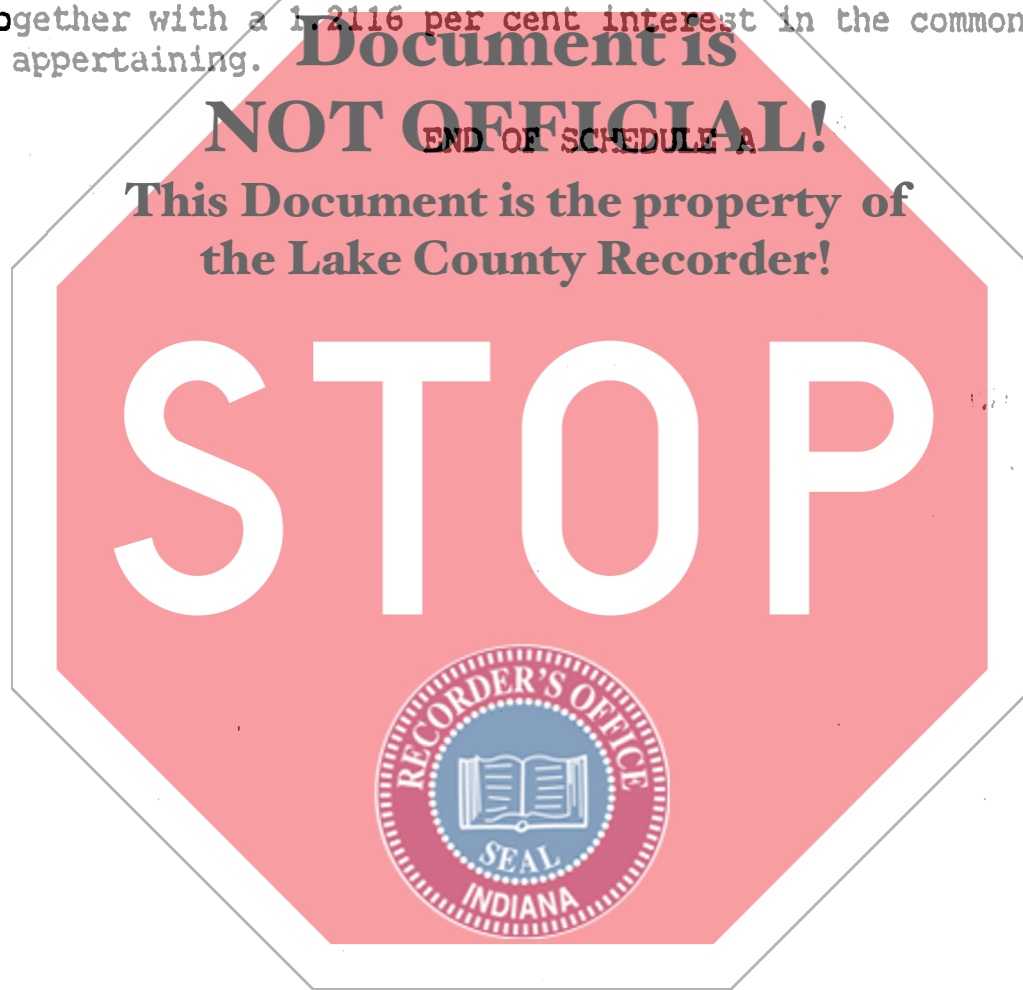 ogether with a 1.2116 per cent interest in the common
appertaining.
Document is
NOT OFFICIAL!
END OF SCHEDULE A
This Document is the property of
the Lake County Recorder!
STOP
RECORDER'S OFFICE
SEAL
INDIANA